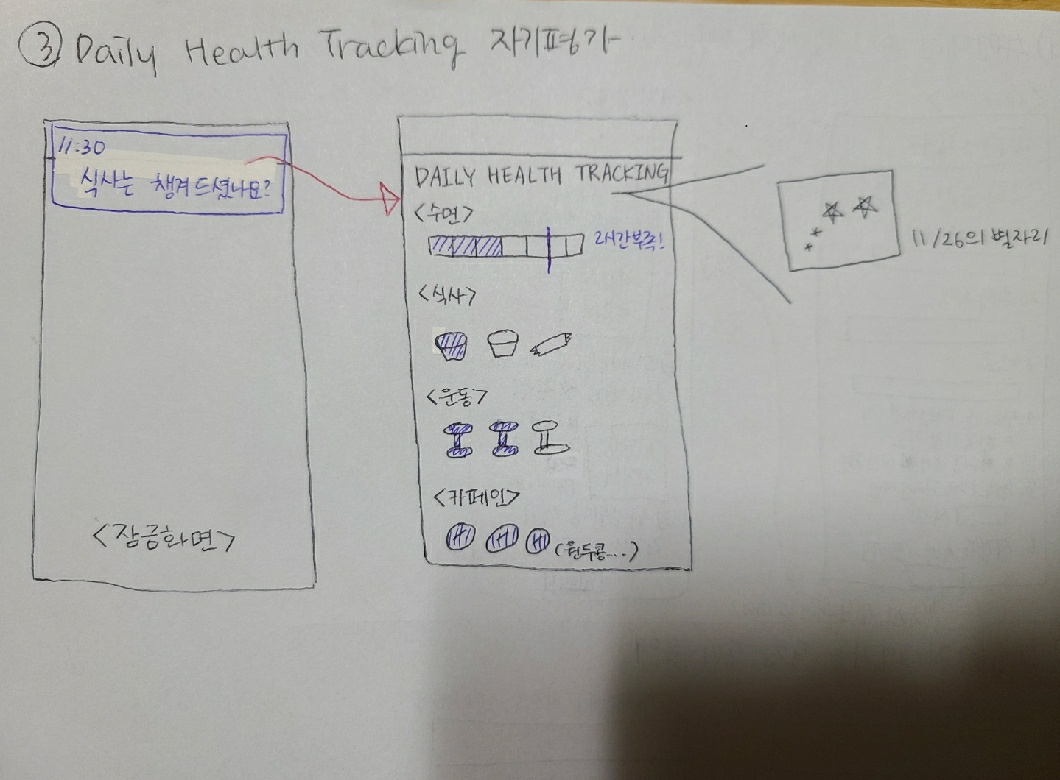 ③ Daily Health Tracking 자기평가
11:30
식사는 챙겨드셨나요?
<잠금화면>
DAILY HEALTH TRACKING
<수면>
2시간부족!
<식사>
<운동>
<카페인>
(원두콩...)
11/26의 별자리